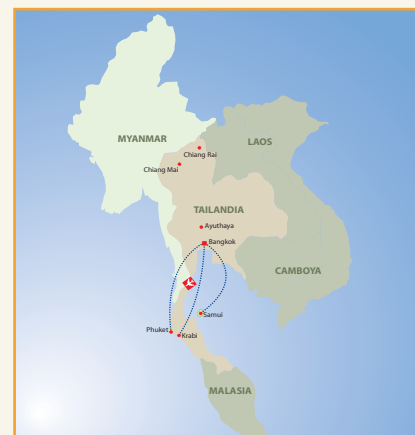 MYANMAR
LAOS
Chiang Rai
Chiang Mai
TAILANDIA
Ayuthaya
Bangkok
CAMBOYA
Samui
Phuket
Krabi
MALASIA